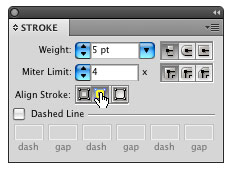 STROKE
Weight: 5 pt
Miter Limit: 4 x
Align Stroke:
Dashed Line
dash gap dash gap dash gap